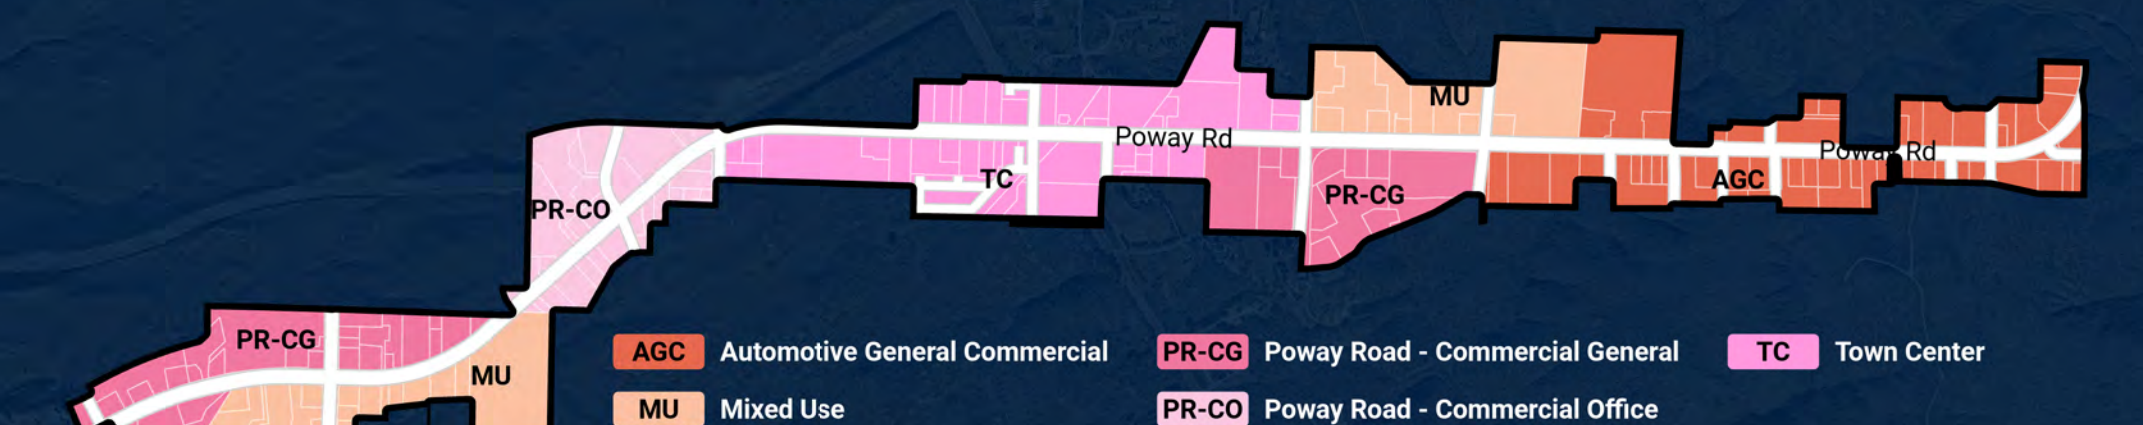 MU
Poway Rd
Poway Rd
TC
AGC
PR-CG
PR-CO
PR-CG
MU
AGC Automotive General Commercial
PR-CG Poway Road - Commercial General
TC Town Center
MU Mixed Use
PR-CO Poway Road - Commercial Office